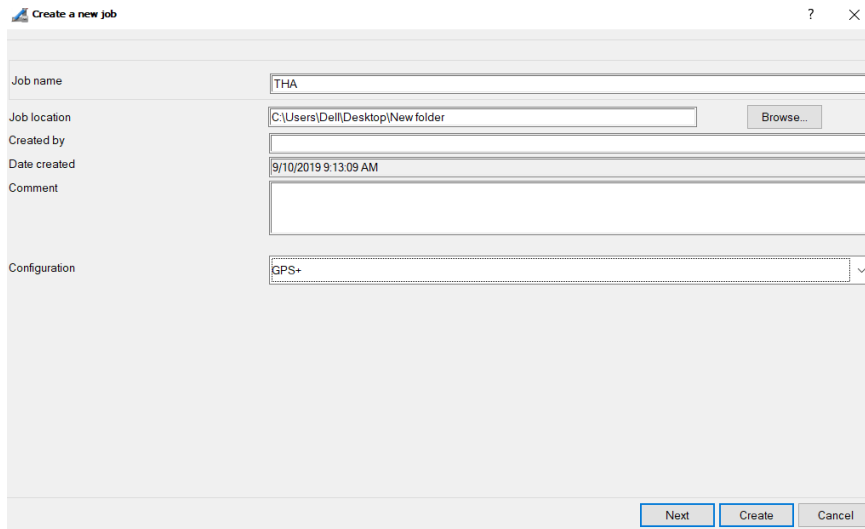 Create a new job
?
Job name
THA
Job location
C:\Users\Dell\Desktop\New folder
Browse...
Created by
Date created
9/10/2019 9:13:09 AM
Comment
Configuration
GPS+
Next
Create
Cancel